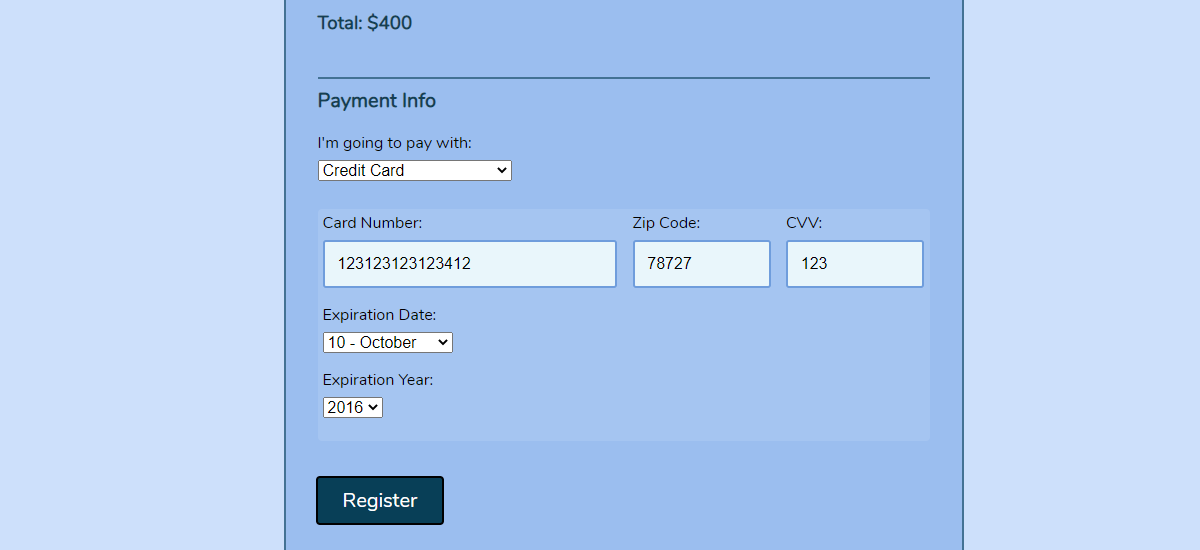 Total: $400
Payment Info
I'm going to pay with:
Credit Card
Card Number: Zip Code: CVV:
123123123123412 78727 123
Expiration Date:
10 - October
Expiration Year:
2016
Register